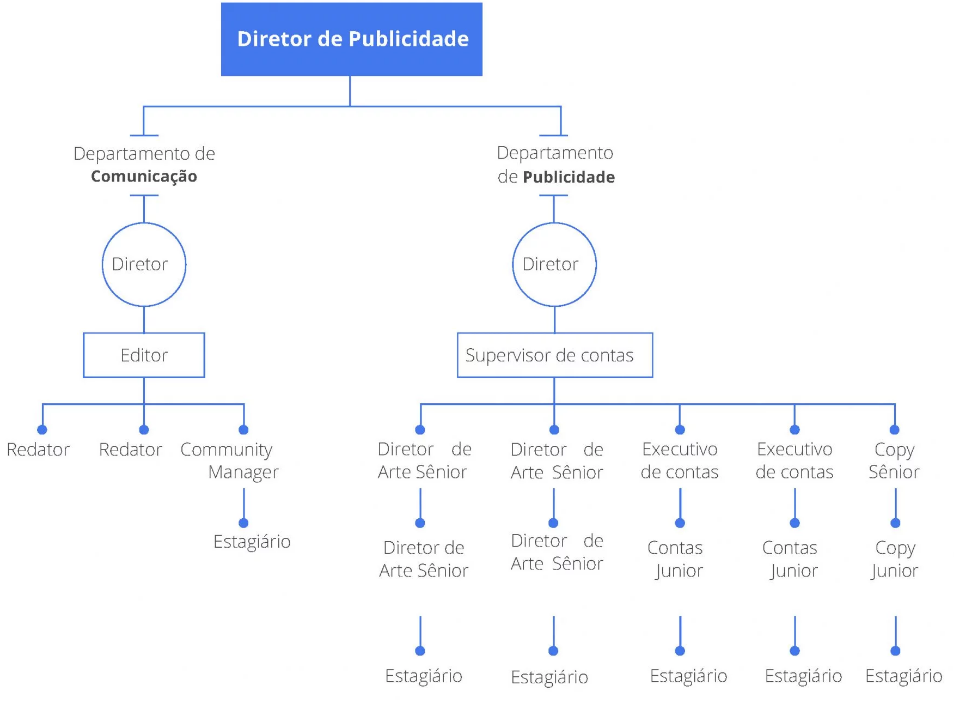 Diretor de Publicidade
Departamento de
Comunicação
Departamento
de Publicidade
Diretor
Diretor
Editor
Supervisor de contas
Redator
Redator
Community
Manager
Diretor de
Arte Sênior
Diretor de
Arte Sênior
Executivo
de contas
Executivo
de contas
Copy
Sênior
Estagiário
Diretor de
Arte Sênior
Diretor de
Arte Sênior
Contas
Junior
Contas
Junior
Copy
Junior
Estagiário
Estagiário
Estagiário
Estagiário
Estagiário